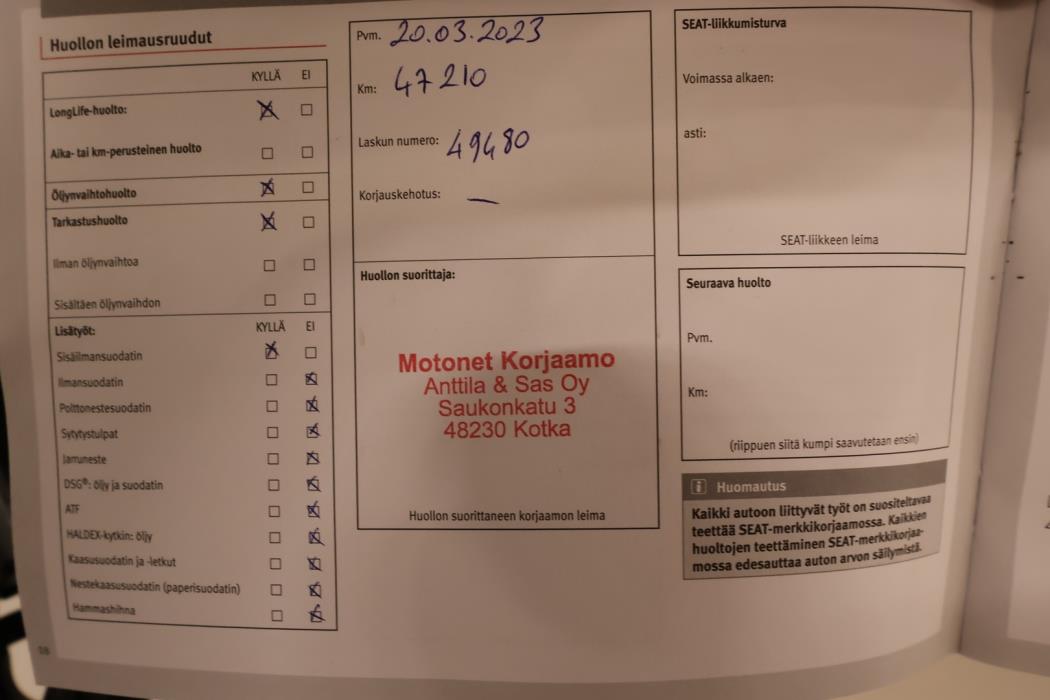 Huollon leimausruudut
KYLLÄ EI
LongLife-huolto:
Aika- tai km-perusteinen huolto
Öljynvaihtohuolto
Tarkastushuolto
Ilman öljynvaihtoa
Sisältäen öljynvaihdon
Lisätyöt: KYLLÄ EI
Sisäilmansuodatin
Ilmansuodatin
Polttonestesuodatin
Sytytystulpat
Jarruneste
DSG®: öljy ja suodatin
ATF
HALDEX-kytkin: öljy
Kaasusuodatin ja -letkut
Nestekaasusuodatin (paperisuodatin)
Hammashihna
Pvm. 20.03.2023
Km: 47210
Laskun numero: 49480
Korjauskehotus: —
Huollon suorittaja:
Motonet Korjaamo
Anttila & Sas Oy
Saukonkatu 3
48230 Kotka
Huollon suorittaneen korjaamon leima
SEAT-liikkumisturva
Voimassa alkaen:
asti:
SEAT-liikkeen leima
Seuraava huolto
Pvm.
Km:
(riippuen siitä kumpi saavutetaan ensin)
i Huomautus
Kaikki autoon liittyvät työt on suositeltavaa
teettää SEAT-merkkikorjaamossa. Kaikkien
huoltojen teettäminen SEAT-merkkikorjaa-
mossa edesauttaa auton arvon säilymistä.